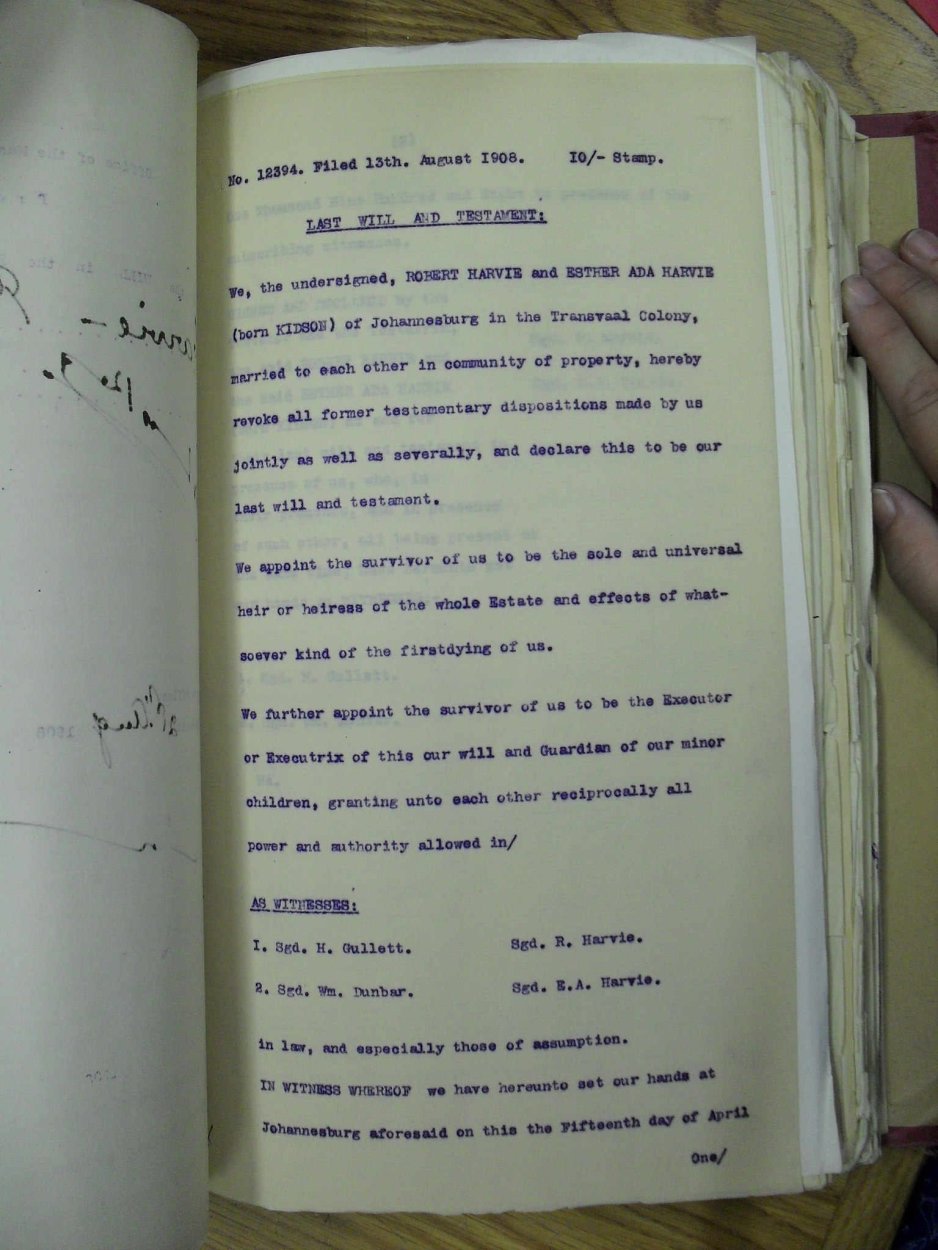 No. 12394. Filed 13th. August 1908. 10/- Stamp.
LAST WILL AND TESTAMENT:
We, the undersigned, ROBERT HARVIE and ESTHER ADA HARVIE
(born KIDSON) of Johannesburg in the Transvaal Colony,
married to each other in community of property, hereby
revoke all former testamentary dispositions made by us
jointly as well as severally, and declare this to be our
last will and testament.
We appoint the survivor of us to be the sole and universal
heir or heiress of the whole Estate and effects of what-
soever kind of the firstdying of us.
We further appoint the survivor of us to be the Executor
or Executrix of this our will and Guardian of our minor
children, granting unto each other reciprocally all
power and authority allowed in/
AS WITNESSES:
1. Sgd. H. Gullett. Sgd. R. Harvie.
2. Sgd. Wm. Dunbar. Sgd. E.A. Harvie.
in law, and especially those of assumption.
IN WITNESS WHEREOF we have hereunto set our hands at
Johannesburg aforesaid on this the Fifteenth day of April
One/